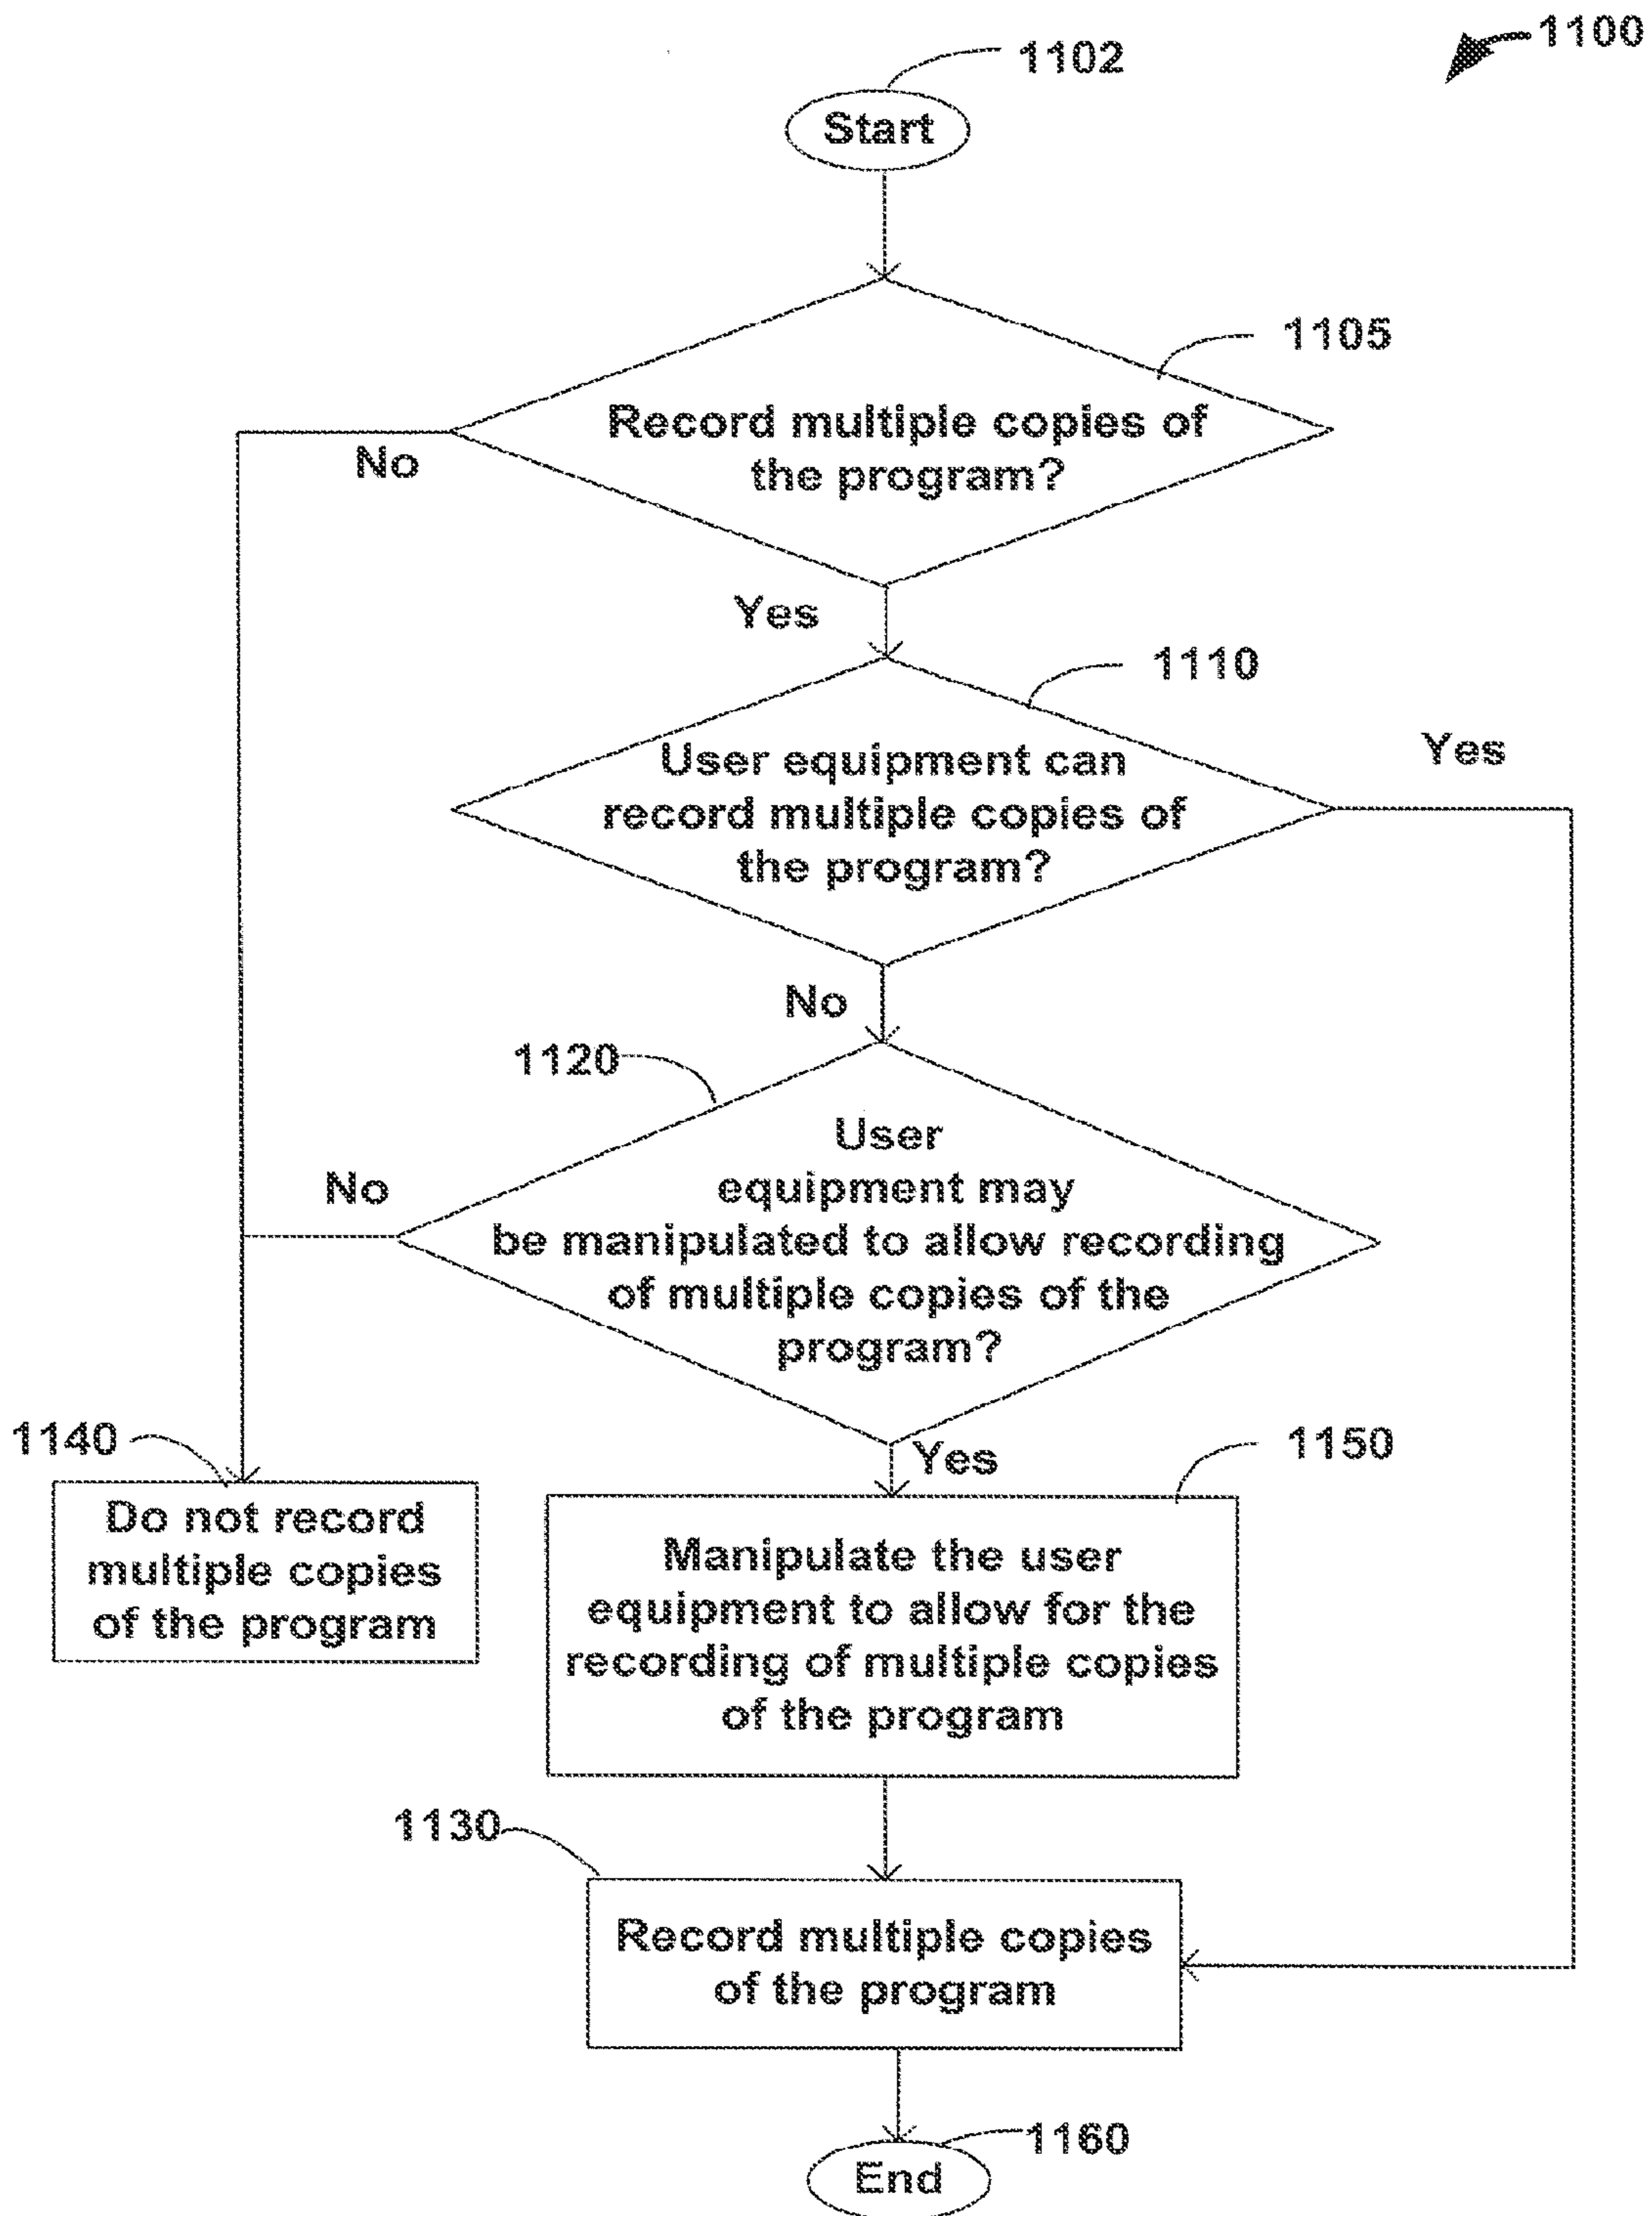 1100
1102
Start
1105
Record multiple copies of
the program?
No
Yes
1110
User equipment can
record multiple copies of
the program?
Yes
No
1120
User
equipment may
be manipulated to allow recording
of multiple copies of the
program?
No
Yes
1140
Do not record
multiple copies
of the program
1150
Manipulate the user
equipment to allow for the
recording of multiple copies
of the program
1130
Record multiple copies
of the program
1160
End